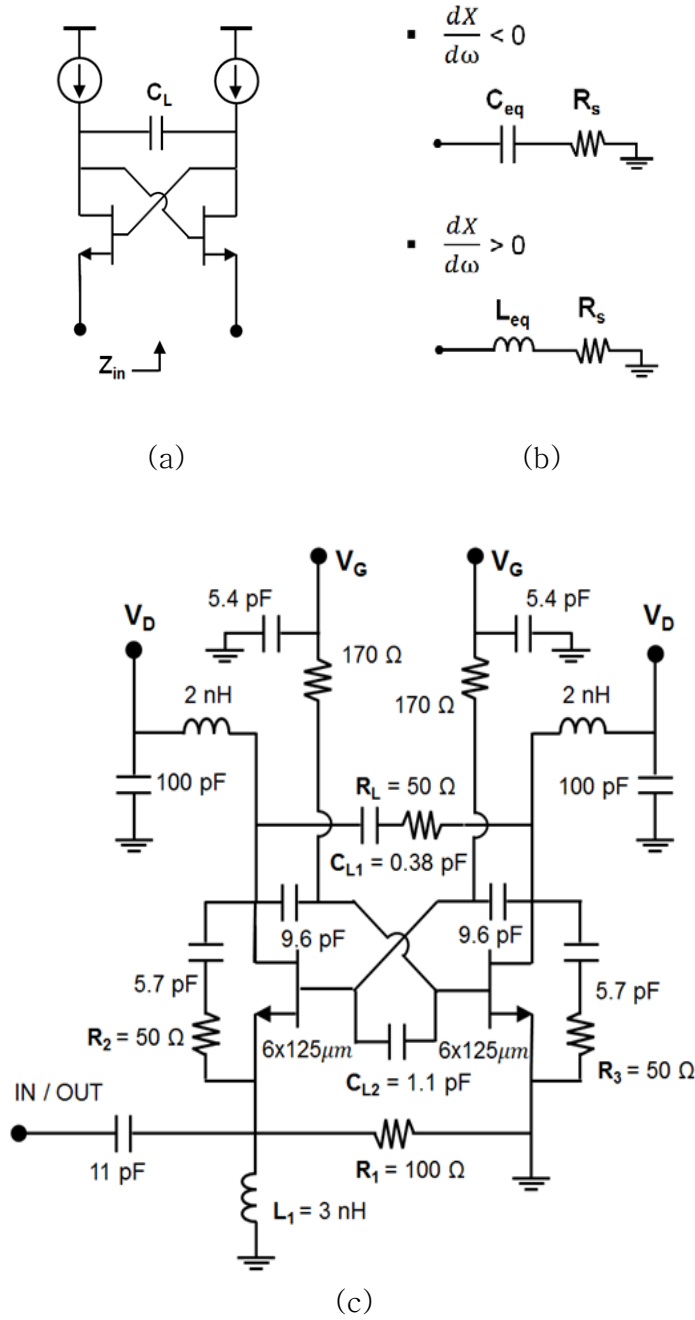 C_L
Z_in
(a)
▪ dX/dω < 0
C_eq R_s
▪ dX/dω > 0
L_eq R_s
(b)
V_G V_G
V_D 5.4 pF 5.4 pF V_D
170 Ω 170 Ω
2 nH 2 nH
100 pF R_L = 50 Ω 100 pF
C_L1 = 0.38 pF
9.6 pF 9.6 pF
5.7 pF 5.7 pF
R_2 = 50 Ω 6x125μm 6x125μm R_3 = 50 Ω
C_L2 = 1.1 pF
IN / OUT
11 pF R_1 = 100 Ω
L_1 = 3 nH
(c)